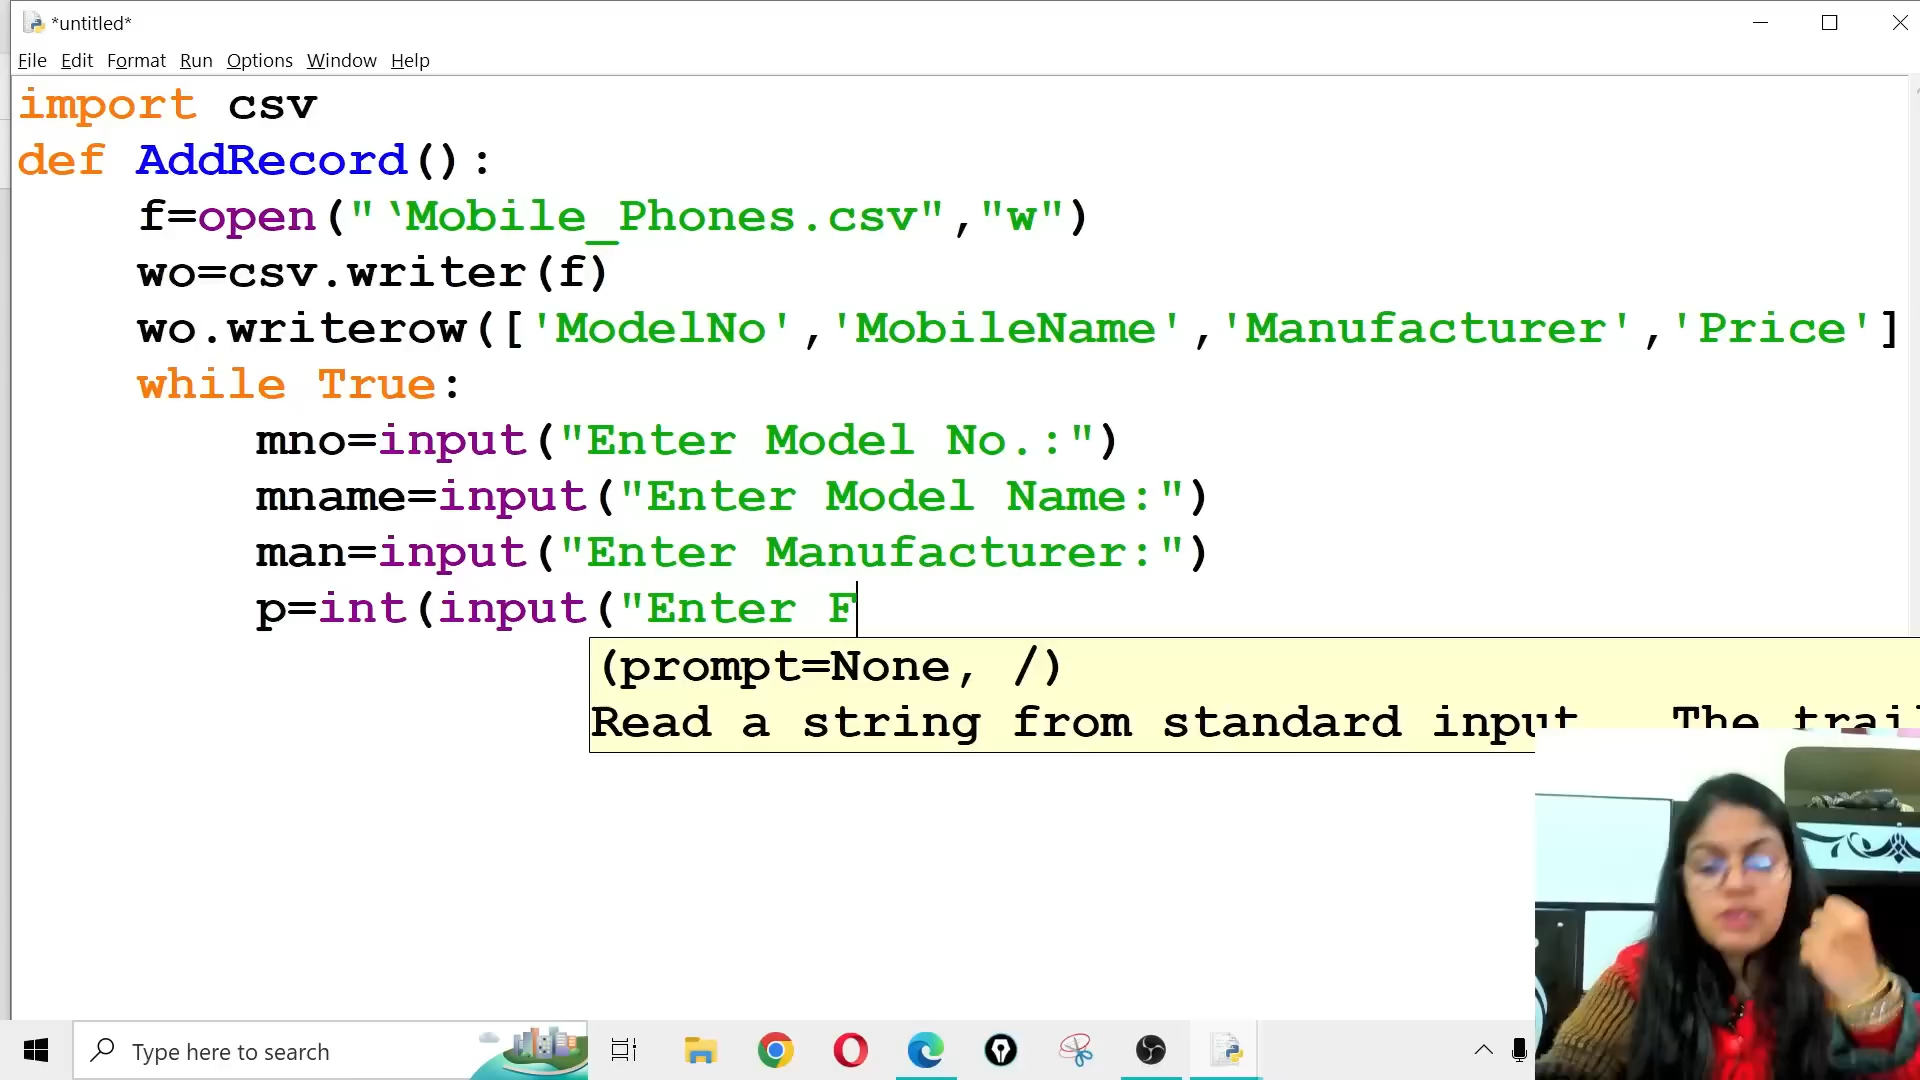 *untitled*
File Edit Format Run Options Window Help
import csv
def AddRecord():
f=open("‘Mobile_Phones.csv","w")
wo=csv.writer(f)
wo.writerow(['ModelNo','MobileName','Manufacturer','Price']
while True:
mno=input("Enter Model No.:")
mname=input("Enter Model Name:")
man=input("Enter Manufacturer:")
p=int(input("Enter F
(prompt=None, /)
Read a string from standard input. The trail
Type here to search